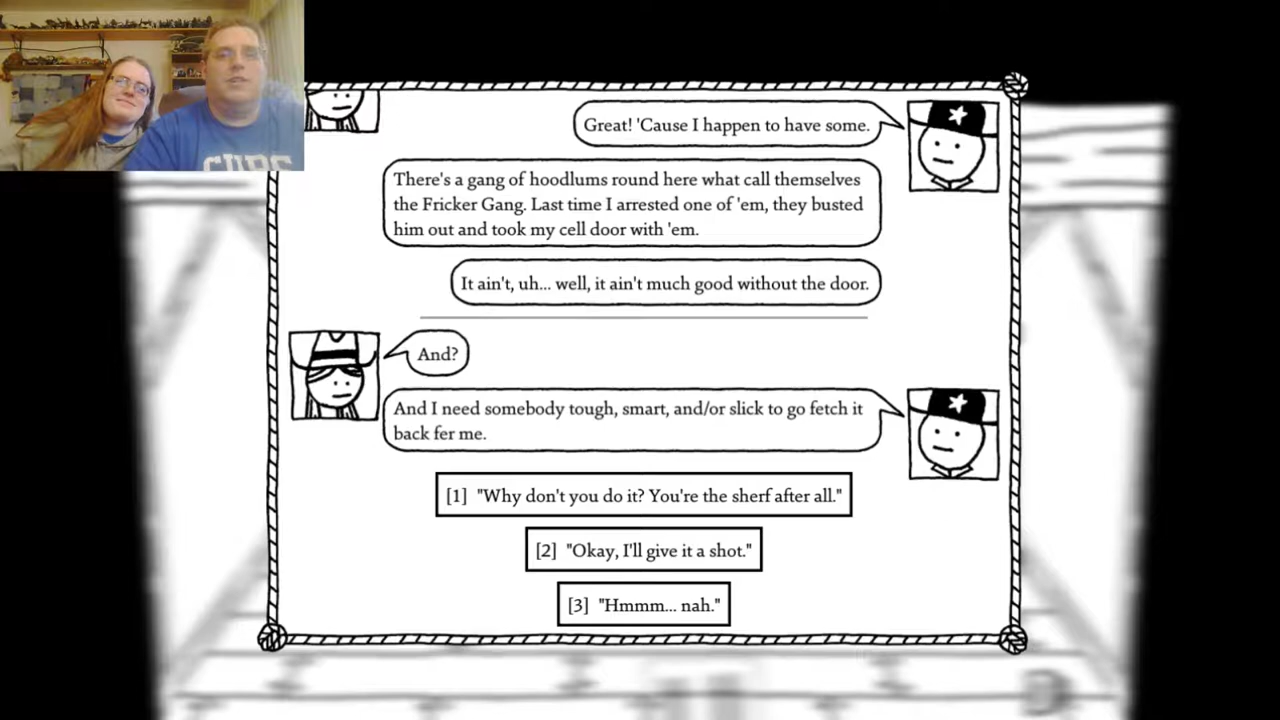 CUBS
Great! 'Cause I happen to have some.
There's a gang of hoodlums round here what call themselves
the Fricker Gang. Last time I arrested one of 'em, they busted
him out and took my cell door with 'em.
It ain't, uh... well, it ain't much good without the door.
And?
And I need somebody tough, smart, and/or slick to go fetch it
back fer me.
[1] "Why don't you do it? You're the sherf after all."
[2] "Okay, I'll give it a shot."
[3] "Hmmm... nah."